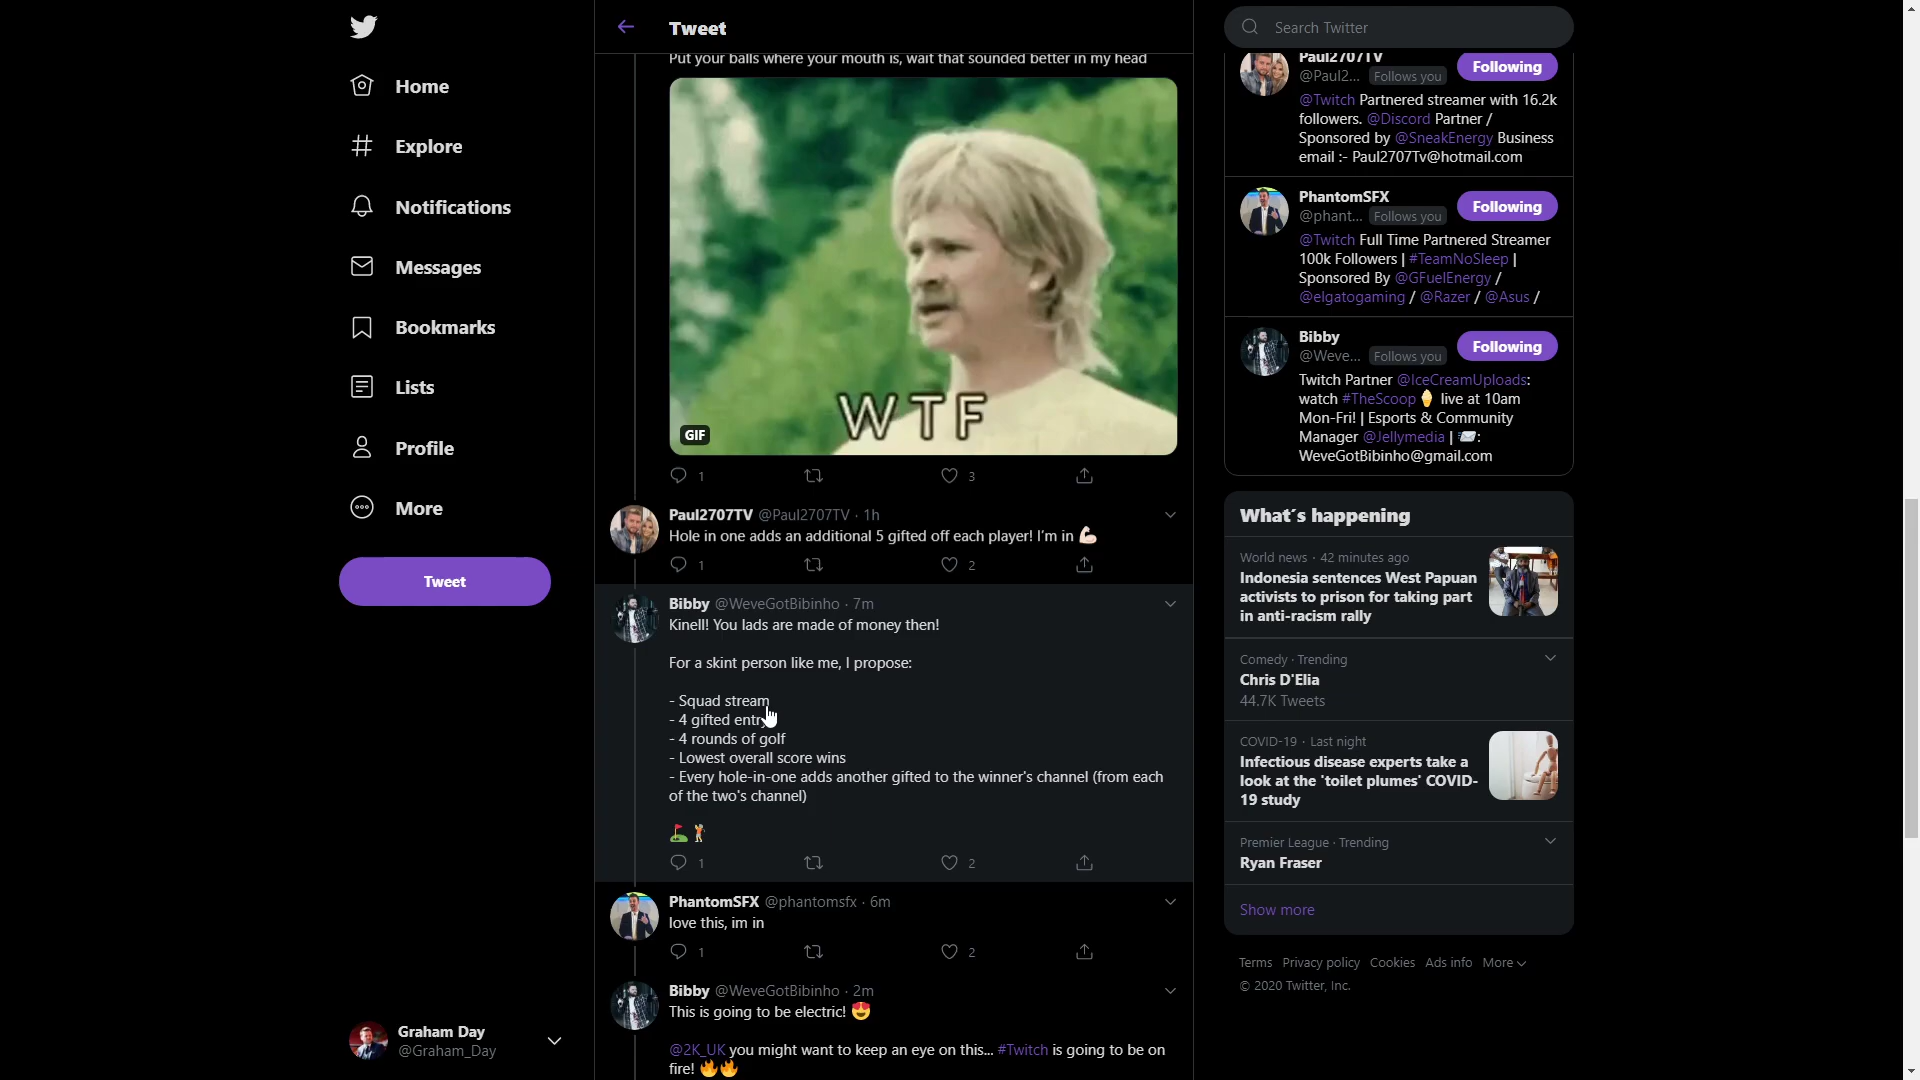 Home
Explore
Notifications
Messages
Bookmarks
Lists
Profile
More
Tweet
Graham Day
@Graham_Day
Tweet
Put your balls where your mouth is, wait that sounded better in my head
WTF
GIF
1
3
Paul2707TV @Paul2707TV · 1h
Hole in one adds an additional 5 gifted off each player! I'm in 💪🏻
1
2
Bibby @WeveGotBibinho · 7m
Kinell! You lads are made of money then!
For a skint person like me, I propose:
- Squad stream
- 4 gifted entry
- 4 rounds of golf
- Lowest overall score wins
- Every hole-in-one adds another gifted to the winner's channel (from each
of the two's channel)
⛳🏌
1
2
PhantomSFX @phantomsfx · 6m
love this, im in
1
2
Bibby @WeveGotBibinho · 2m
This is going to be electric! 😍
@2K_UK you might want to keep an eye on this... #Twitch is going to be on
fire! 🔥🔥
Search Twitter
Paul2707TV
@Paul2... Follows you
Following
@Twitch Partnered streamer with 16.2k
followers. @Discord Partner /
Sponsored by @SneakEnergy Business
email :- Paul2707Tv@hotmail.com
PhantomSFX
@phant... Follows you
Following
@Twitch Full Time Partnered Streamer
100k Followers | #TeamNoSleep |
Sponsored By @GFuelEnergy /
@elgatogaming / @Razer / @Asus /
Bibby
@Weve... Follows you
Following
Twitch Partner @IceCreamUploads:
watch #TheScoop🍦 live at 10am
Mon-Fri! | Esports & Community
Manager @Jellymedia | 📨:
WeveGotBibinho@gmail.com
What's happening
World news · 42 minutes ago
Indonesia sentences West Papuan
activists to prison for taking part
in anti-racism rally
Comedy · Trending
Chris D'Elia
44.7K Tweets
COVID-19 · Last night
Infectious disease experts take a
look at the 'toilet plumes' COVID-
19 study
Premier League · Trending
Ryan Fraser
Show more
Terms Privacy policy Cookies Ads info More
© 2020 Twitter, Inc.